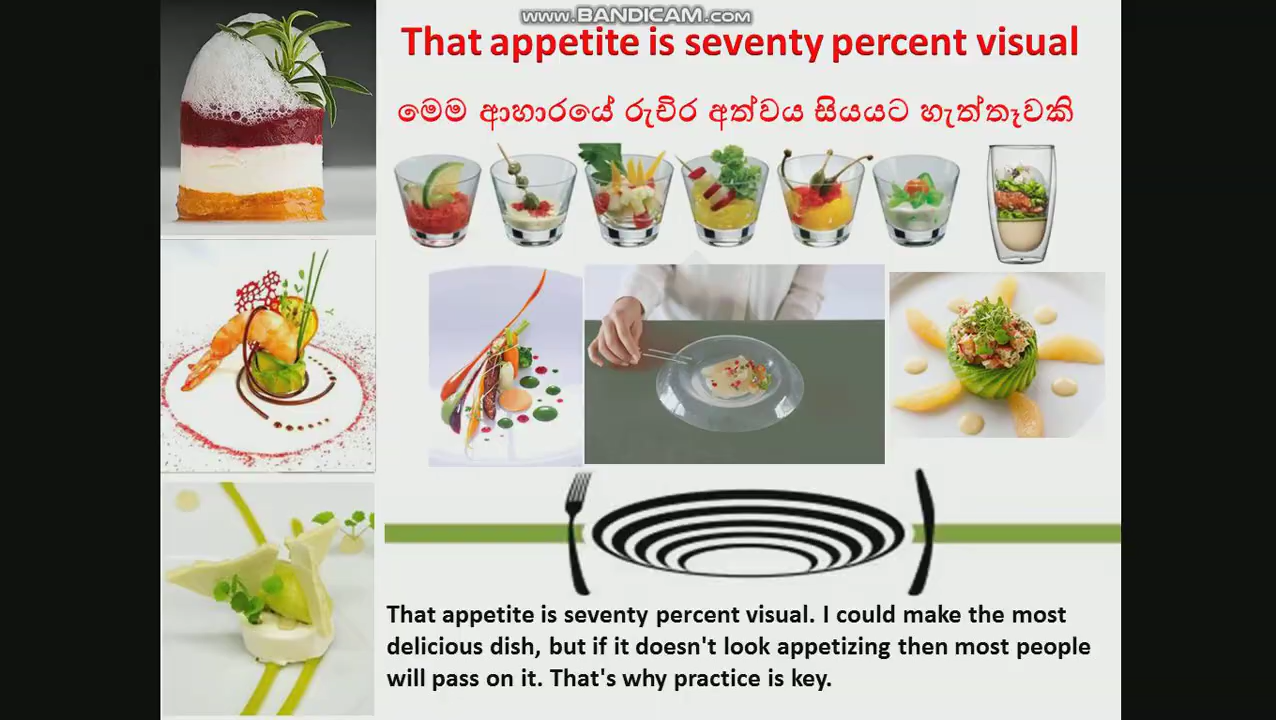 www.BANDICAM.com
That appetite is seventy percent visual
මෙම ආහාරයේ රුචිර අත්වය සියයට හැත්තෑවකි
That appetite is seventy percent visual. I could make the most
delicious dish, but if it doesn't look appetizing then most people
will pass on it. That's why practice is key.